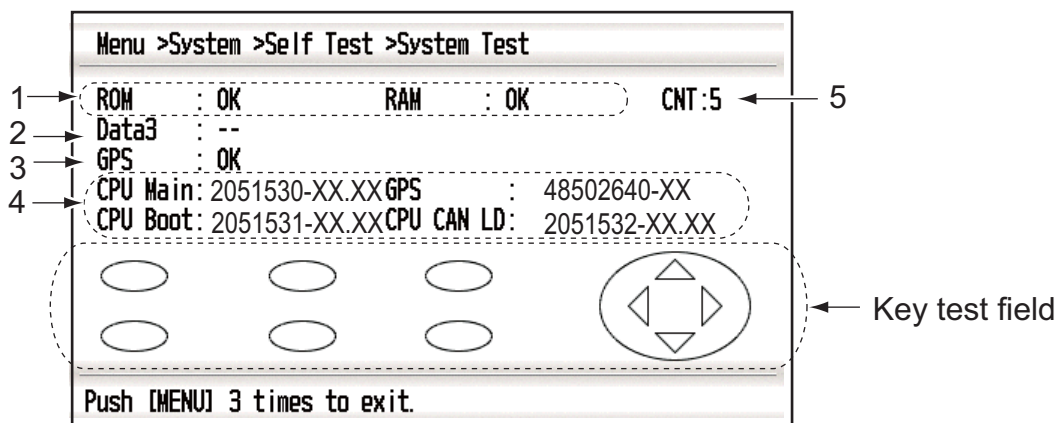 Menu >System >Self Test >System Test
1 ROM : OK RAM : OK CNT:5 5
2 Data3 : --
3 GPS : OK
4 CPU Main: 2051530-XX.XX GPS : 48502640-XX
CPU Boot: 2051531-XX.XX CPU CAN LD: 2051532-XX.XX
Key test field
Push [MENU] 3 times to exit.